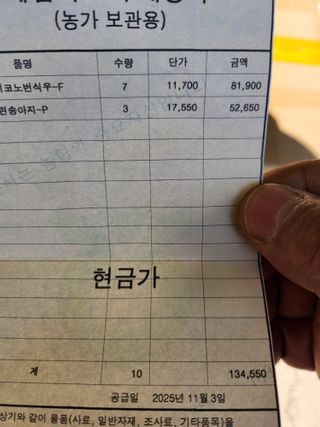 (농가 보관용)
품명 수량 단가 금액
코노번식우-F 7 11,700 81,900
린송아지-P 3 17,550 52,650
현금가
계 10 134,550
공급일 2025년 11월 3일
상기와 같이 물품(사료, 일반자재, 조사료, 기타품목)을